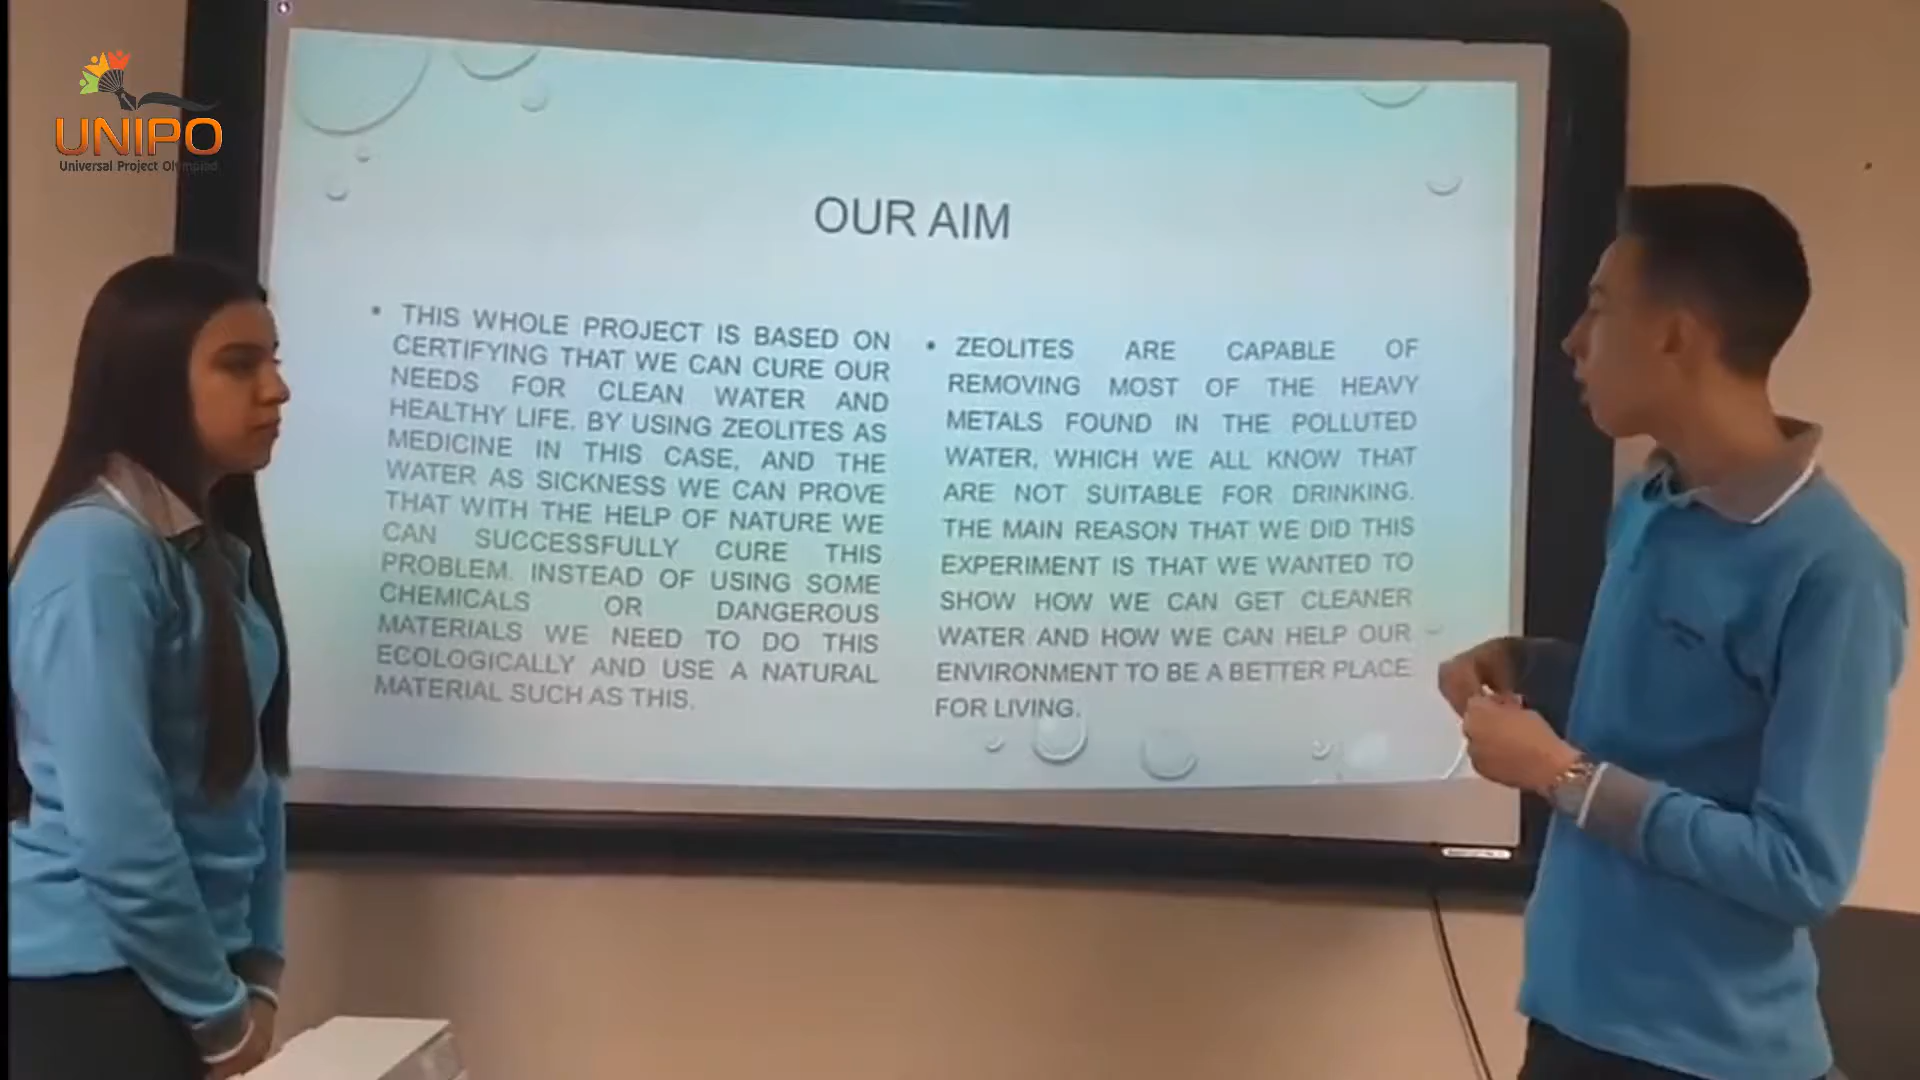 UNIPO
Universal Project Olympiad
OUR AIM
• THIS WHOLE PROJECT IS BASED ON
CERTIFYING THAT WE CAN CURE OUR
NEEDS FOR CLEAN WATER AND
HEALTHY LIFE. BY USING ZEOLITES AS
MEDICINE IN THIS CASE, AND THE
WATER AS SICKNESS WE CAN PROVE
THAT WITH THE HELP OF NATURE WE
CAN SUCCESSFULLY CURE THIS
PROBLEM. INSTEAD OF USING SOME
CHEMICALS OR DANGEROUS
MATERIALS WE NEED TO DO THIS
ECOLOGICALLY AND USE A NATURAL
MATERIAL SUCH AS THIS.
• ZEOLITES ARE CAPABLE OF
REMOVING MOST OF THE HEAVY
METALS FOUND IN THE POLLUTED
WATER, WHICH WE ALL KNOW THAT
ARE NOT SUITABLE FOR DRINKING.
THE MAIN REASON THAT WE DID THIS
EXPERIMENT IS THAT WE WANTED TO
SHOW HOW WE CAN GET CLEANER
WATER AND HOW WE CAN HELP OUR
ENVIRONMENT TO BE A BETTER PLACE
FOR LIVING.